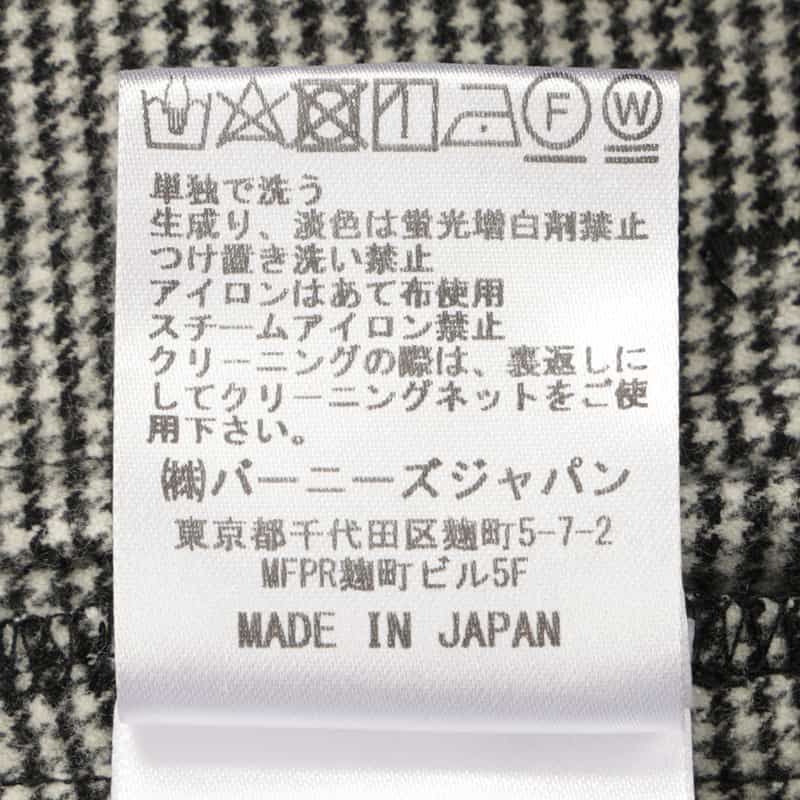 F W
単独で洗う
生成り、淡色は蛍光増白剤禁止
つけ置き洗い禁止
アイロンはあて布使用
スチームアイロン禁止
クリーニングの際は、裏返しに
してクリーニングネットをご使
用下さい。
㈱バーニーズジャパン
東京都千代田区麹町5-7-2
MFPR麹町ビル5F
MADE IN JAPAN